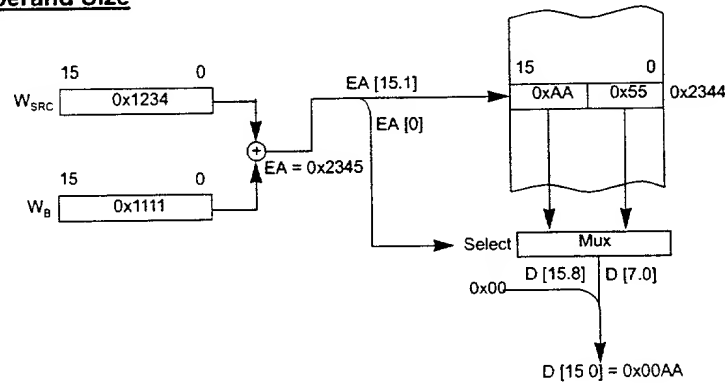 perand Size
15 0
W_SRC 0x1234
15 0
W_B 0x1111
EA = 0x2345
EA [15.1]
EA [0]
15 0
0xAA 0x55 0x2344
Select Mux
D [15.8] D [7.0]
0x00
D [15 0] = 0x00AA